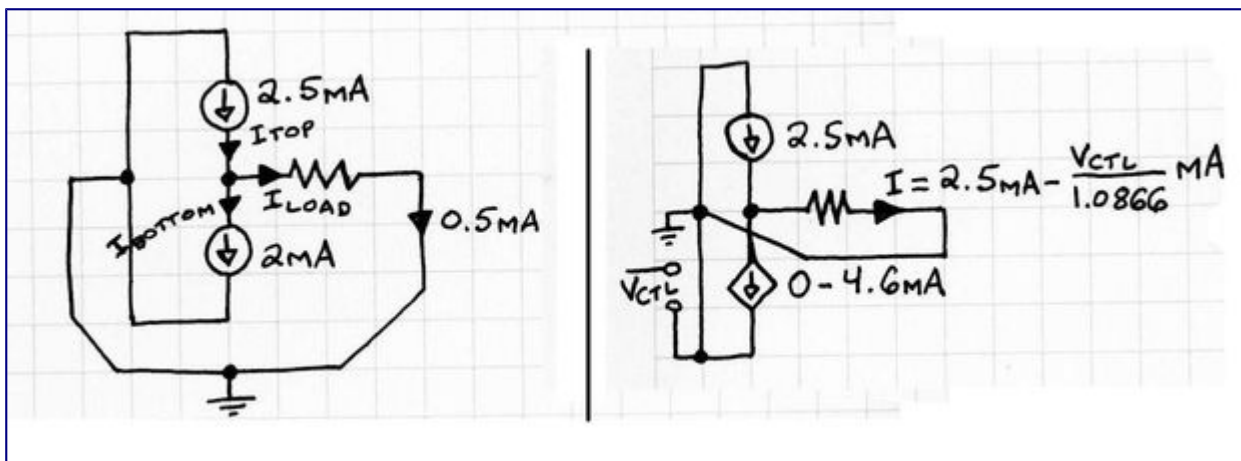 2.5mA
ITOP
ILOAD
IBOTTOM
0.5mA
2mA
2.5mA
I = 2.5mA - VCTL/1.0866 mA
VCTL
0-4.6mA